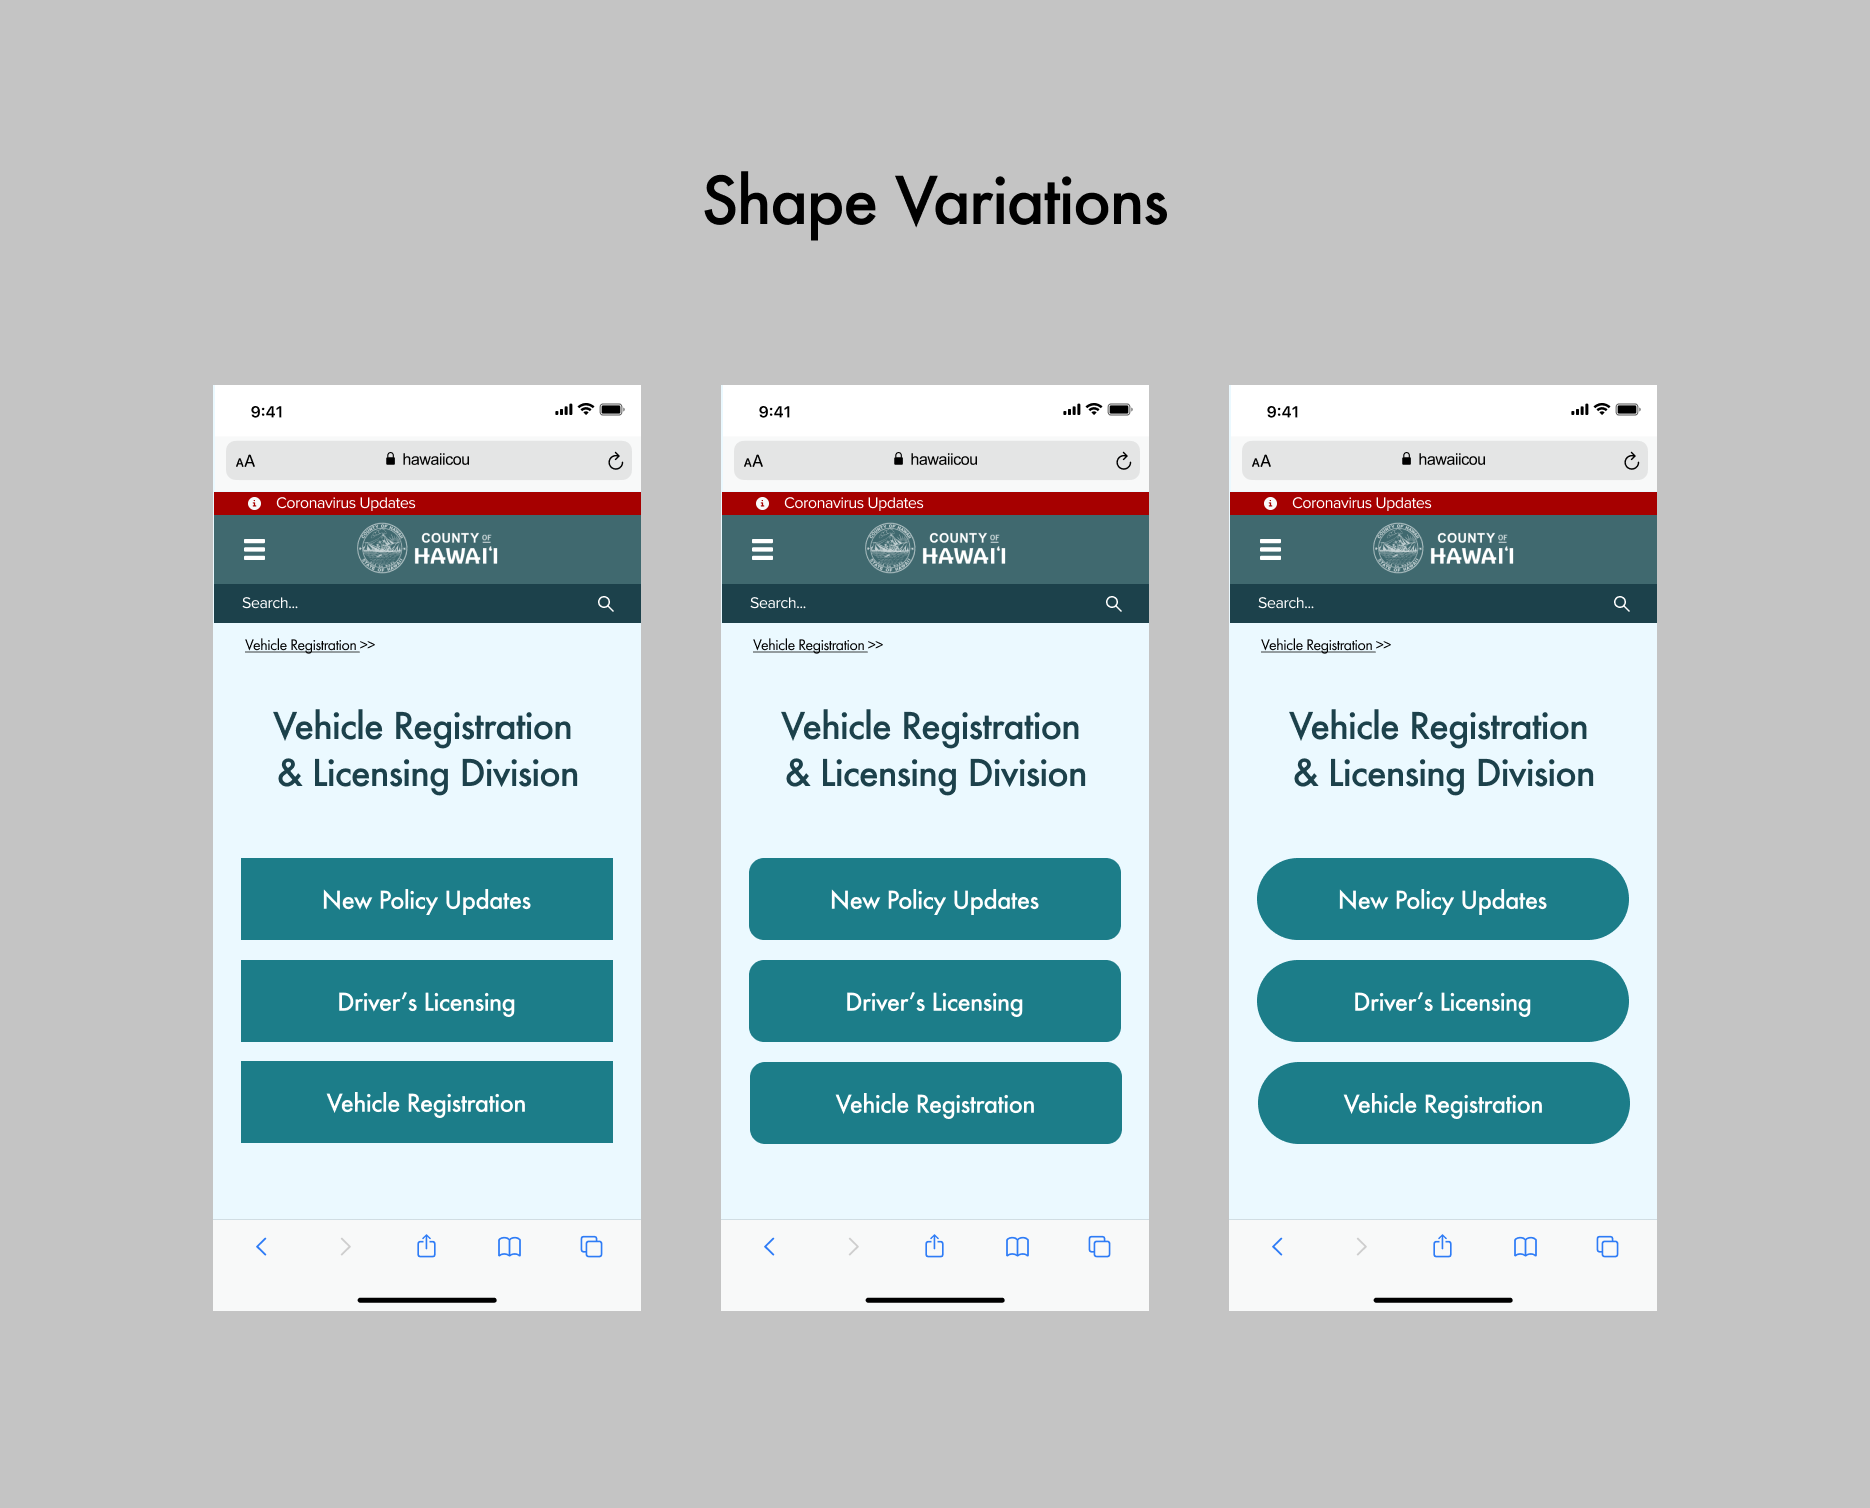 Shape Variations
9:41
AA hawaiicou
Coronavirus Updates
COUNTY OF
HAWAIʻI
Search...
Vehicle Registration >>
Vehicle Registration
& Licensing Division
New Policy Updates
Driver’s Licensing
Vehicle Registration
9:41
AA hawaiicou
Coronavirus Updates
COUNTY OF
HAWAIʻI
Search...
Vehicle Registration >>
Vehicle Registration
& Licensing Division
New Policy Updates
Driver’s Licensing
Vehicle Registration
9:41
AA hawaiicou
Coronavirus Updates
COUNTY OF
HAWAIʻI
Search...
Vehicle Registration >>
Vehicle Registration
& Licensing Division
New Policy Updates
Driver’s Licensing
Vehicle Registration